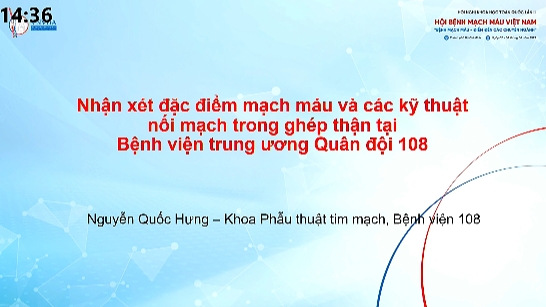 14:36
HỘI BỆNH MẠCH MÁU VIỆT NAM
Nhận xét đặc điểm mạch máu và các kỹ thuật
nối mạch trong ghép thận tại
Bệnh viện trung ương Quân đội 108
Nguyễn Quốc Hưng – Khoa Phẫu thuật tim mạch, Bệnh viện 108